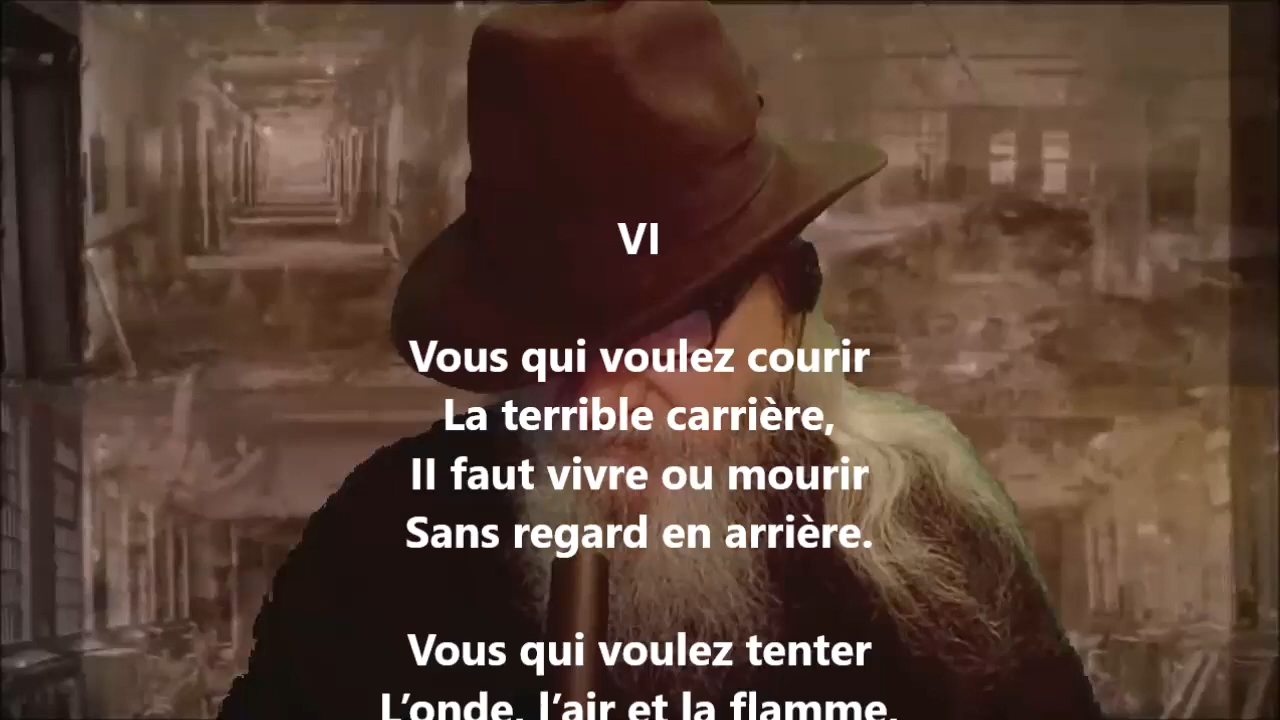 VI
Vous qui voulez courir
La terrible carrière,
Il faut vivre ou mourir
Sans regard en arrière.
Vous qui voulez tenter
L’onde, l’air et la flamme,